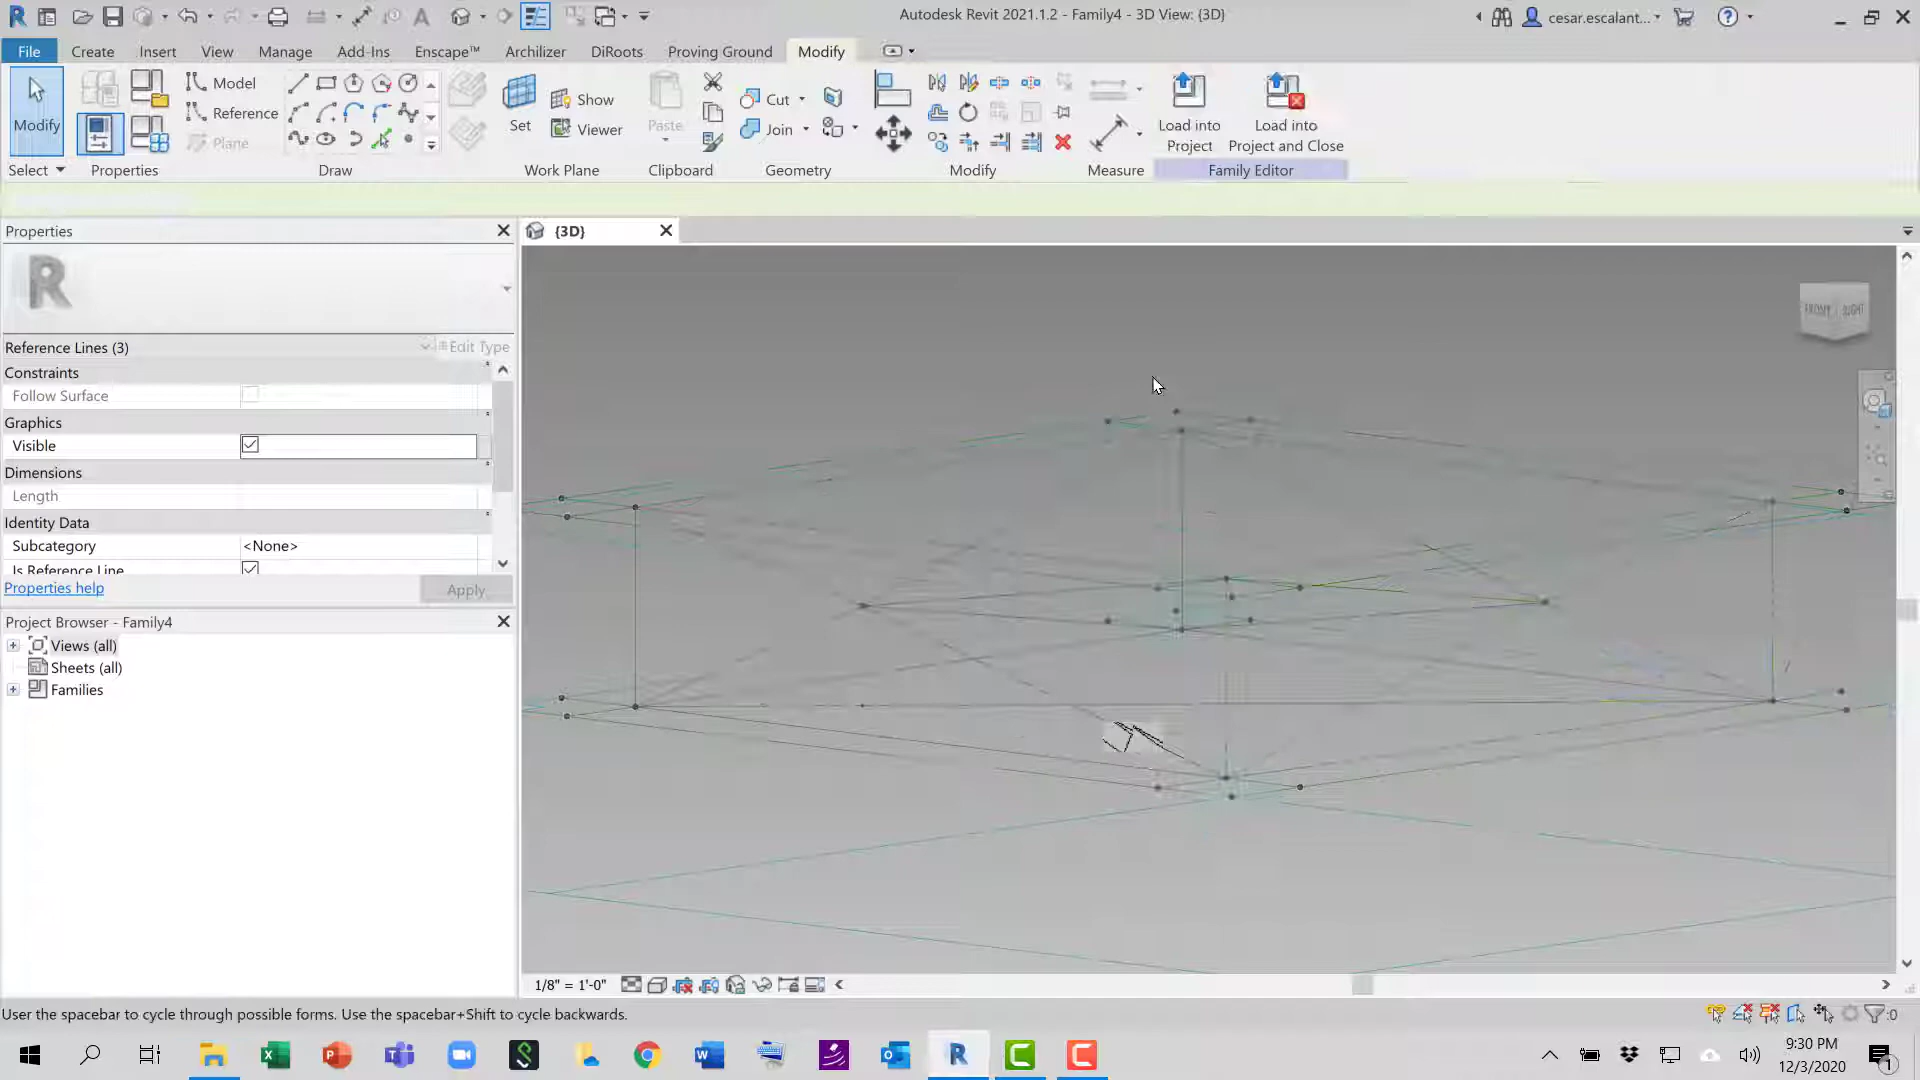 Autodesk Revit 2021.1.2 - Family4 - 3D View: {3D}
cesar.escalant...
File Create Insert View Manage Add-Ins Enscape™ Archilizer DiRoots Proving Ground Modify
Modify
Model
Reference
Plane
Set
Show
Viewer
Paste
Cut
Join
Load into
Project
Load into
Project and Close
Select Properties Draw Work Plane Clipboard Geometry Modify Measure Family Editor
Properties
{3D}
R
FRONT RIGHT
Reference Lines (3)
Edit Type
Constraints
Follow Surface
Graphics
Visible
Dimensions
Length
Identity Data
Subcategory <None>
Is Reference Line
Properties help
Apply
Project Browser - Family4
Views (all)
Sheets (all)
Families
1/8" = 1'-0"
User the spacebar to cycle through possible forms. Use the spacebar+Shift to cycle backwards.
:0
9:30 PM
12/3/2020
1